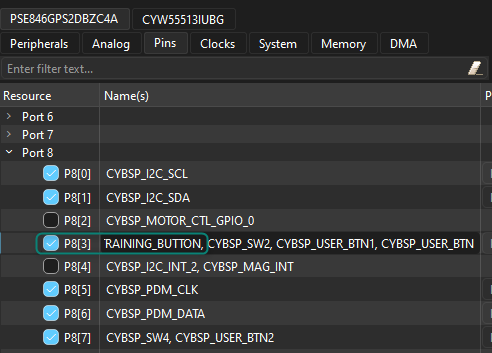 PSE846GPS2DBZC4A CYW55513IUBG
Peripherals Analog Pins Clocks System Memory DMA
Enter filter text...
Resource Name(s) P
Port 6
Port 7
Port 8
P8[0] CYBSP_I2C_SCL
P8[1] CYBSP_I2C_SDA
P8[2] CYBSP_MOTOR_CTL_GPIO_0
P8[3] RAINING_BUTTON, CYBSP_SW2, CYBSP_USER_BTN1, CYBSP_USER_BTN
P8[4] CYBSP_I2C_INT_2, CYBSP_MAG_INT
P8[5] CYBSP_PDM_CLK
P8[6] CYBSP_PDM_DATA
P8[7] CYBSP_SW4, CYBSP_USER_BTN2